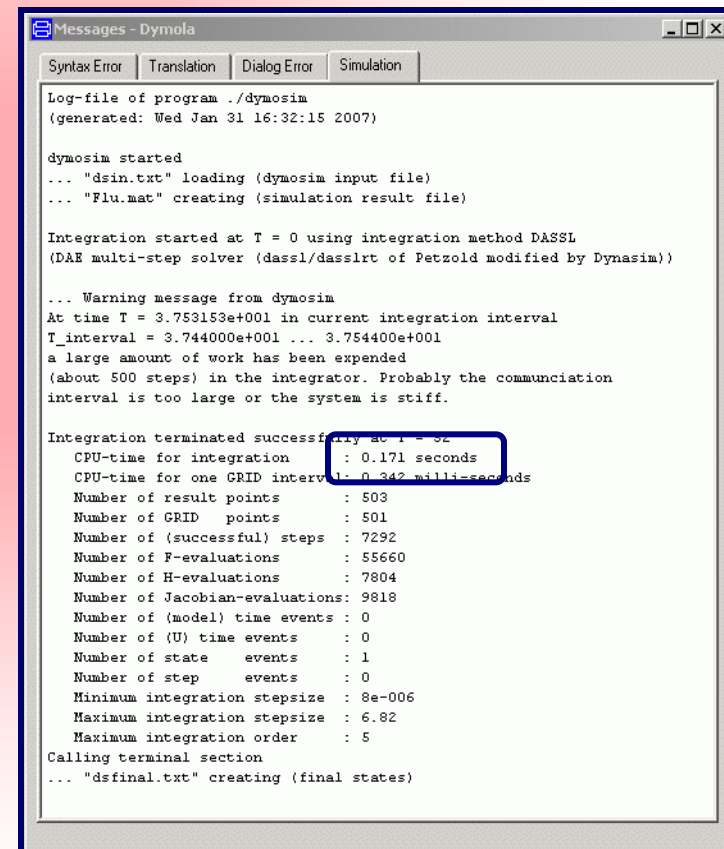 Messages - Dymola
Syntax Error Translation Dialog Error Simulation
Log-file of program ./dymosim
(generated: Wed Jan 31 16:32:15 2007)
dymosim started
... "dsin.txt" loading (dymosim input file)
... "Flu.mat" creating (simulation result file)
Integration started at T = 0 using integration method DASSL
(DAE multi-step solver (dassl/dasslrt of Petzold modified by Dynasim))
... Warning message from dymosim
At time T = 3.753153e+001 in current integration interval
T_interval = 3.744000e+001 ... 3.754400e+001
a large amount of work has been expended
(about 500 steps) in the integrator. Probably the communciation
interval is too large or the system is stiff.
Integration terminated successfully at T = 52
CPU-time for integration : 0.171 seconds
CPU-time for one GRID interval: 0.342 milli-seconds
Number of result points : 503
Number of GRID points : 501
Number of (successful) steps : 7292
Number of F-evaluations : 55660
Number of H-evaluations : 7804
Number of Jacobian-evaluations: 9818
Number of (model) time events : 0
Number of (U) time events : 0
Number of state events : 1
Number of step events : 0
Minimum integration stepsize : 8e-006
Maximum integration stepsize : 6.82
Maximum integration order : 5
Calling terminal section
... "dsfinal.txt" creating (final states)